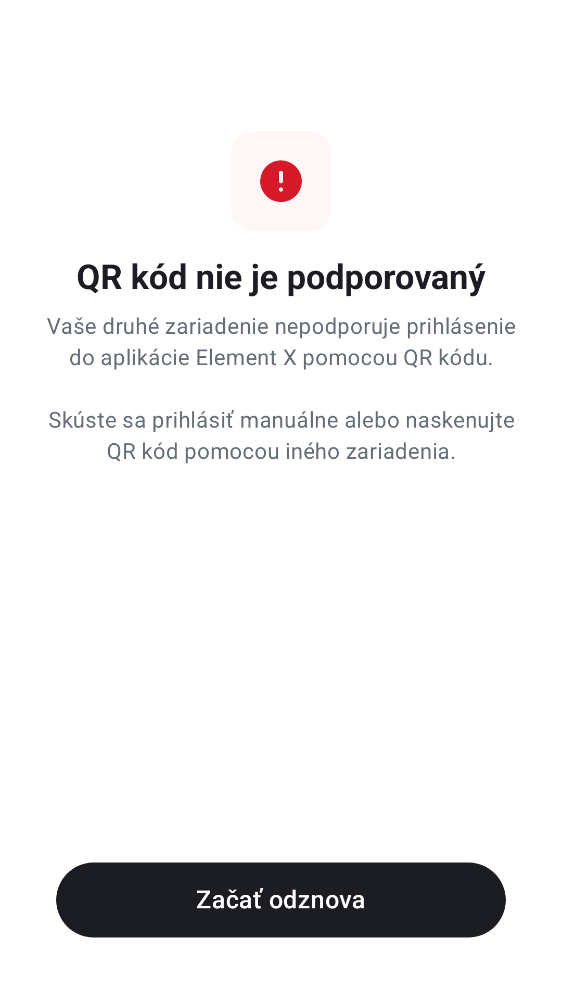 QR kód nie je podporovaný
Vaše druhé zariadenie nepodporuje prihlásenie
do aplikácie Element X pomocou QR kódu.
Skúste sa prihlásiť manuálne alebo naskenujte
QR kód pomocou iného zariadenia.
Začať odznova